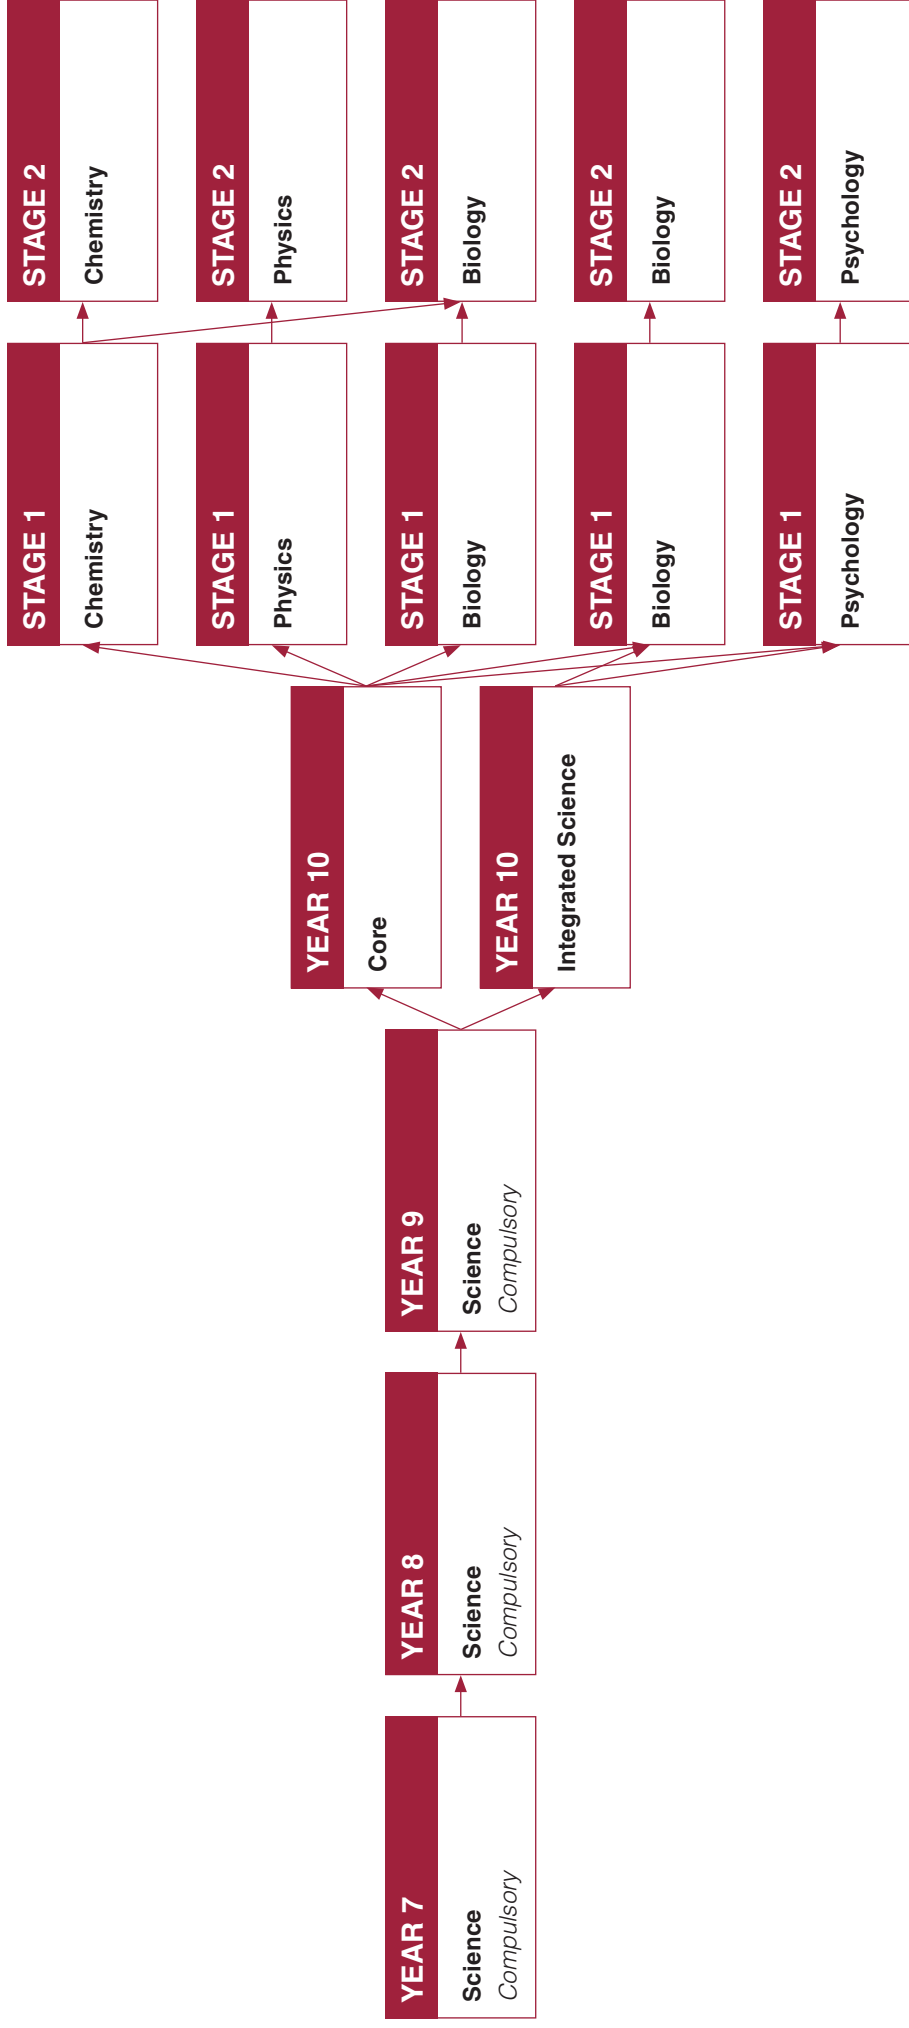 YEAR 7
Science
Compulsory
YEAR 8
Science
Compulsory
YEAR 9
Science
Compulsory
YEAR 10
Core
YEAR 10
Integrated Science
STAGE 1
Chemistry
STAGE 1
Physics
STAGE 1
Biology
STAGE 1
Biology
STAGE 1
Psychology
STAGE 2
Chemistry
STAGE 2
Physics
STAGE 2
Biology
STAGE 2
Biology
STAGE 2
Psychology